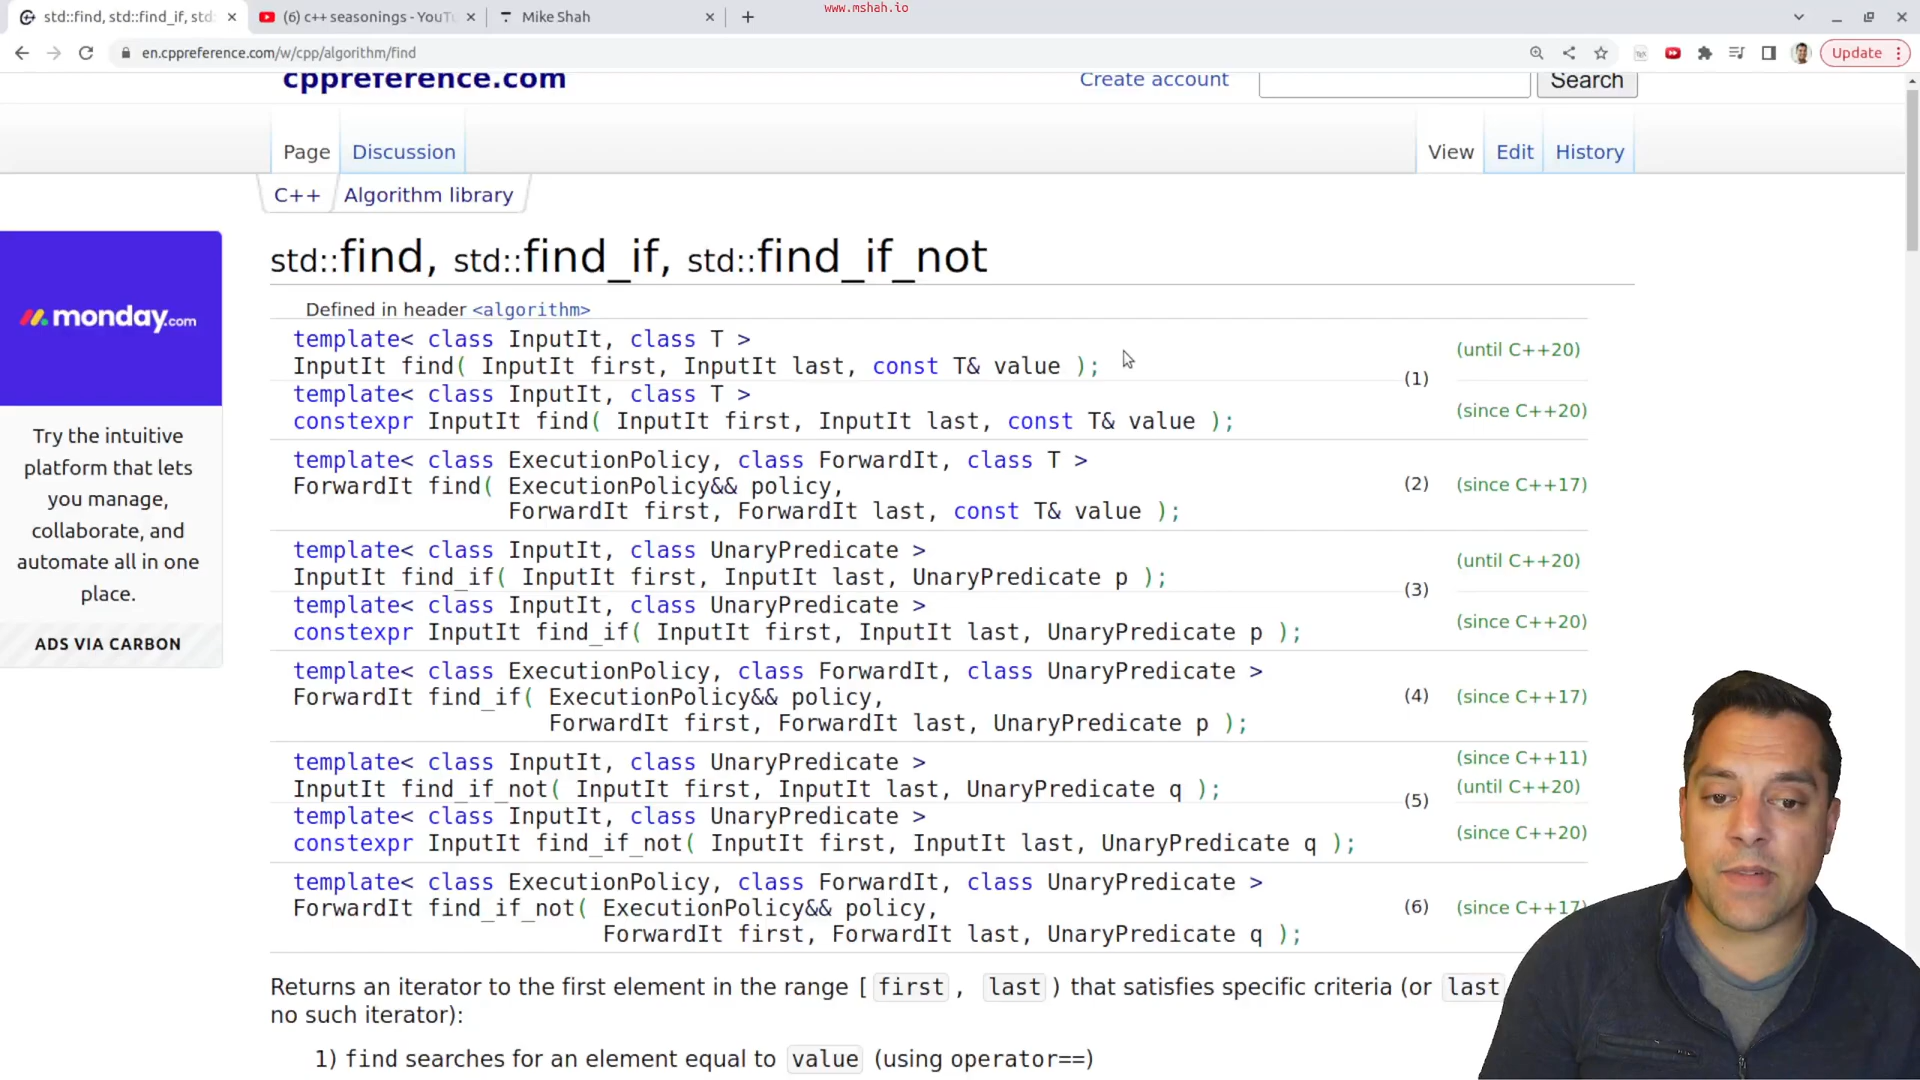 www.mshah.io
std::find, std::find_if, std:
(6) c++ seasonings - YouTu
Mike Shah
en.cppreference.com/w/cpp/algorithm/find
Update
cppreference.com
Create account
Search
Page
Discussion
View
Edit
History
C++
Algorithm library
std::find, std::find_if, std::find_if_not
Defined in header <algorithm>
template< class InputIt, class T >
InputIt find( InputIt first, InputIt last, const T& value );
(until C++20)
(1)
template< class InputIt, class T >
constexpr InputIt find( InputIt first, InputIt last, const T& value );
(since C++20)
template< class ExecutionPolicy, class ForwardIt, class T >
ForwardIt find( ExecutionPolicy&& policy,
ForwardIt first, ForwardIt last, const T& value );
(2)
(since C++17)
template< class InputIt, class UnaryPredicate >
InputIt find_if( InputIt first, InputIt last, UnaryPredicate p );
(until C++20)
(3)
template< class InputIt, class UnaryPredicate >
constexpr InputIt find_if( InputIt first, InputIt last, UnaryPredicate p );
(since C++20)
template< class ExecutionPolicy, class ForwardIt, class UnaryPredicate >
ForwardIt find_if( ExecutionPolicy&& policy,
ForwardIt first, ForwardIt last, UnaryPredicate p );
(4)
(since C++17)
template< class InputIt, class UnaryPredicate >
InputIt find_if_not( InputIt first, InputIt last, UnaryPredicate q );
(since C++11)
(until C++20)
(5)
template< class InputIt, class UnaryPredicate >
constexpr InputIt find_if_not( InputIt first, InputIt last, UnaryPredicate q );
(since C++20)
template< class ExecutionPolicy, class ForwardIt, class UnaryPredicate >
ForwardIt find_if_not( ExecutionPolicy&& policy,
ForwardIt first, ForwardIt last, UnaryPredicate q );
(6)
(since C++17)
Returns an iterator to the first element in the range [ first , last ) that satisfies specific criteria (or last
no such iterator):
1) find searches for an element equal to value (using operator==)
monday.com
Try the intuitive
platform that lets
you manage,
collaborate, and
automate all in one
place.
ADS VIA CARBON